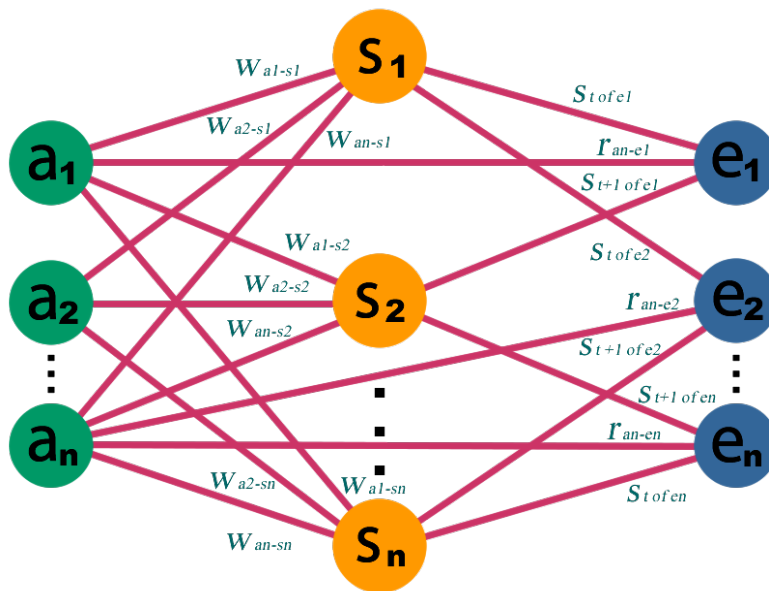 s1
Wa1-s1
St of e1
Wa2-s1
Wan-s1
ran-e1
a1
e1
St+1 of e1
Wa1-s2
St of e2
Wa2-s2
ran-e2
a2
s2
e2
Wan-s2
St+1 of e2
St+1 of en
ran-en
an
en
Wa2-sn
Wa1-sn
St of en
Wan-sn
sn